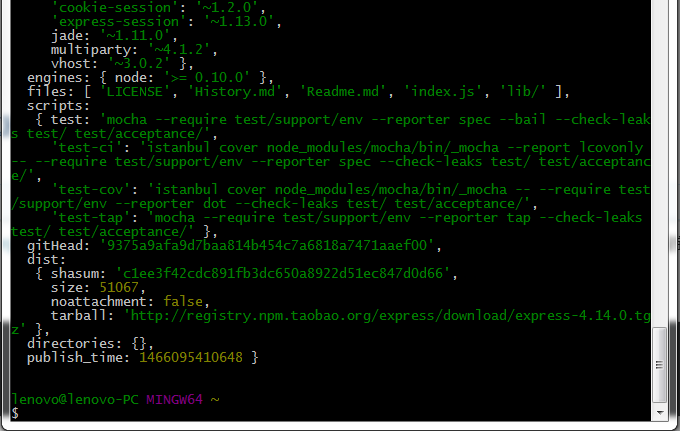 'cookie-session': '~1.2.0',
'express-session': '~1.13.0',
jade: '~1.11.0',
multiparty: '~4.1.2',
vhost: '~3.0.2' },
engines: { node: '>= 0.10.0' },
files: [ 'LICENSE', 'History.md', 'Readme.md', 'index.js', 'lib/' ],
scripts:
{ test: 'mocha --require test/support/env --reporter spec --bail --check-leak
s test/ test/acceptance/',
'test-ci': 'istanbul cover node_modules/mocha/bin/_mocha --report lcovonly
-- --require test/support/env --reporter spec --check-leaks test/ test/acceptanc
e/',
'test-cov': 'istanbul cover node_modules/mocha/bin/_mocha -- --require test
/support/env --reporter dot --check-leaks test/ test/acceptance/',
'test-tap': 'mocha --require test/support/env --reporter tap --check-leaks
test/ test/acceptance/' },
gitHead: '9375a9afa9d7baa814b454c7a6818a7471aaef00',
dist:
{ shasum: 'c1ee3f42cdc891fb3dc650a8922d51ec847d0d66',
size: 51067,
noattachment: false,
tarball: 'http://registry.npm.taobao.org/express/download/express-4.14.0.tg
z' },
directories: {},
publish_time: 1466095410648 }
lenovo@lenovo-PC MINGW64 ~
$